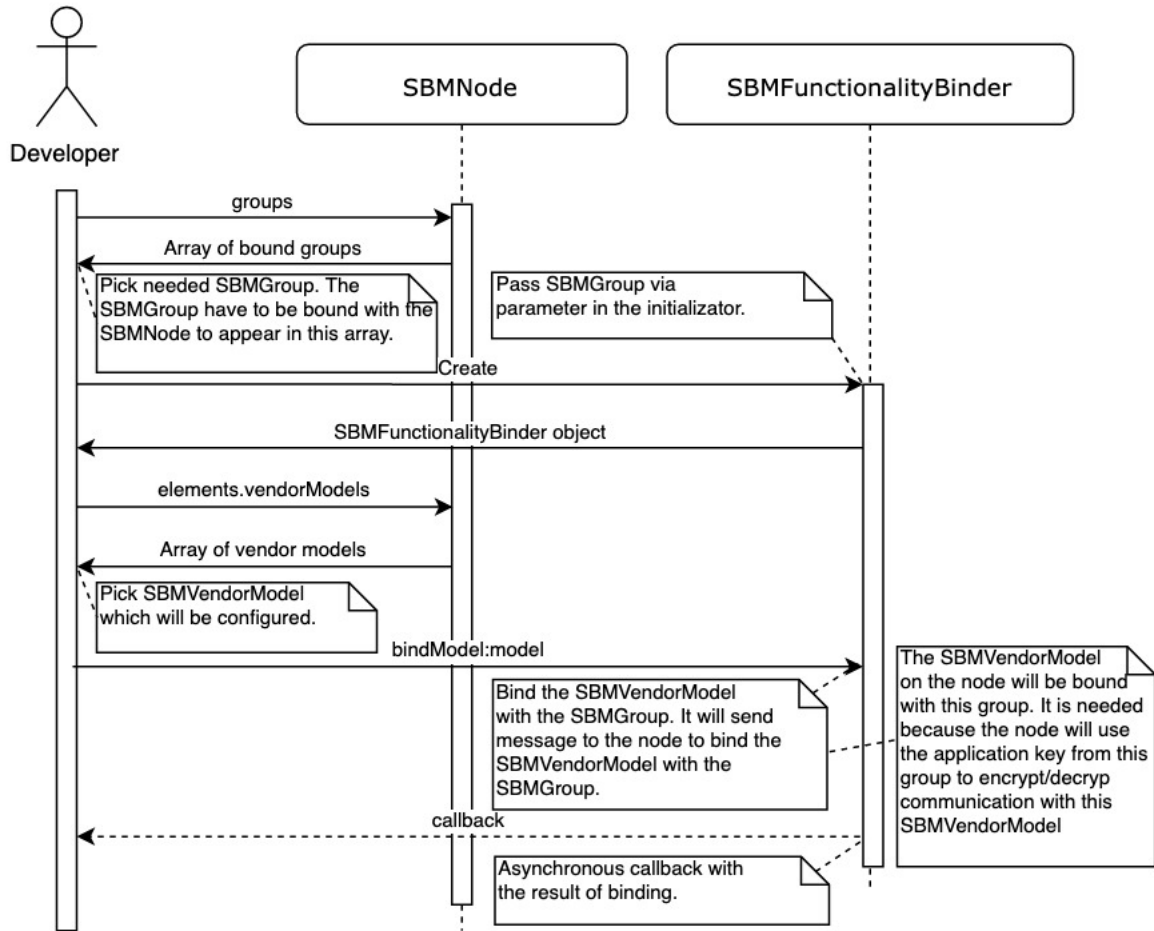 SBMNode
SBMFunctionalityBinder
Developer
groups
Array of bound groups
Pick needed SBMGroup. The
SBMGroup have to be bound with the
SBMNode to appear in this array.
Pass SBMGroup via
parameter in the initializator.
Create
SBMFunctionalityBinder object
elements.vendorModels
Array of vendor models
Pick SBMVendorModel
which will be configured.
bindModel:model
Bind the SBMVendorModel
with the SBMGroup. It will send
message to the node to bind the
SBMVendorModel with the
SBMGroup.
The SBMVendorModel
on the node will be bound
with this group. It is needed
because the node will use
the application key from this
group to encrypt/decryp
communication with this
SBMVendorModel
callback
Asynchronous callback with
the result of binding.